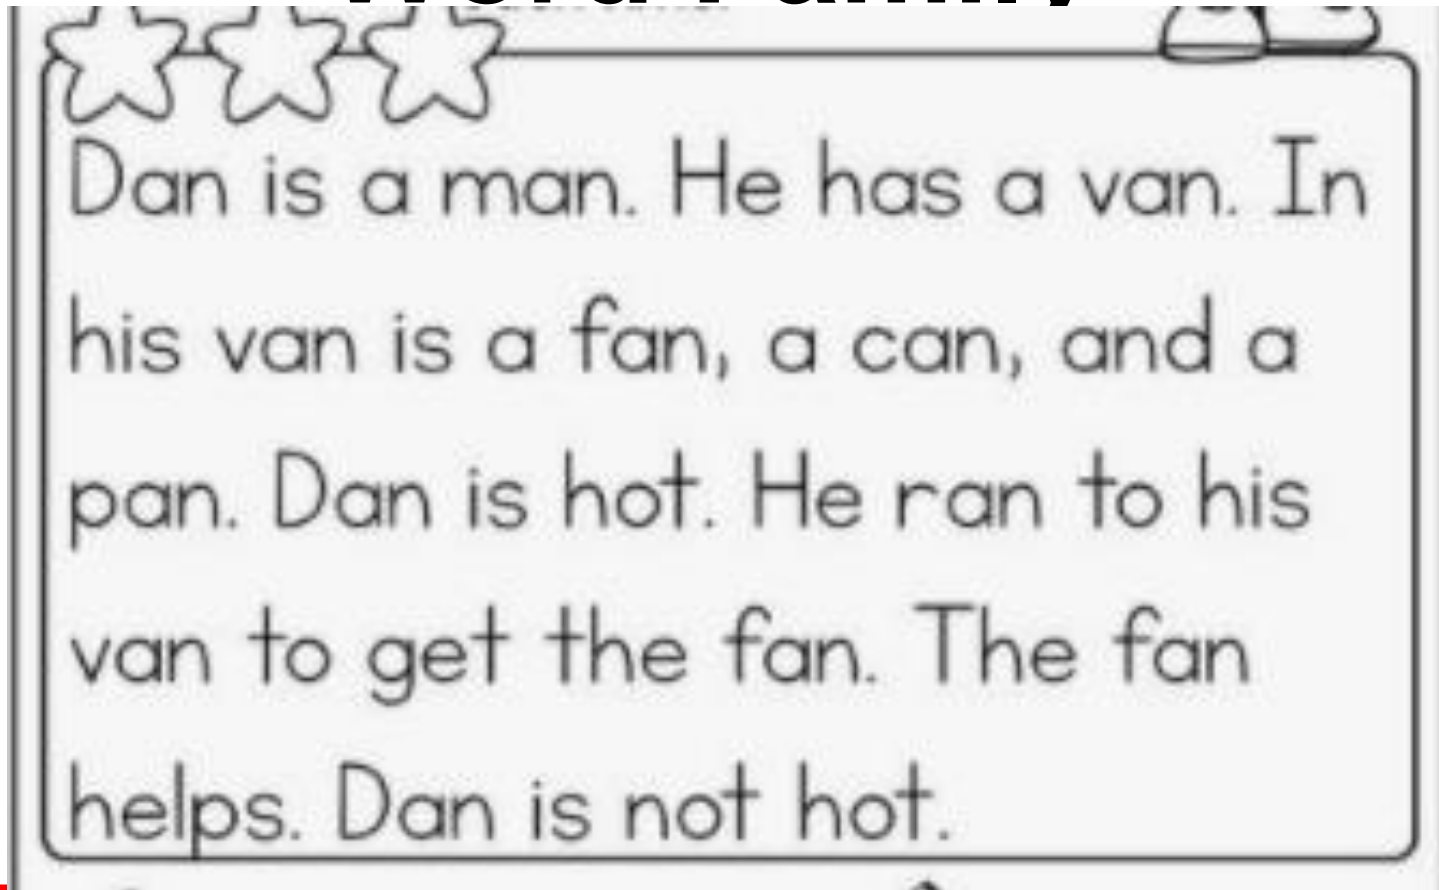 Dan is a man. He has a van. In
his van is a fan, a can, and a
pan. Dan is hot. He ran to his
van to get the fan. The fan
helps. Dan is not hot.